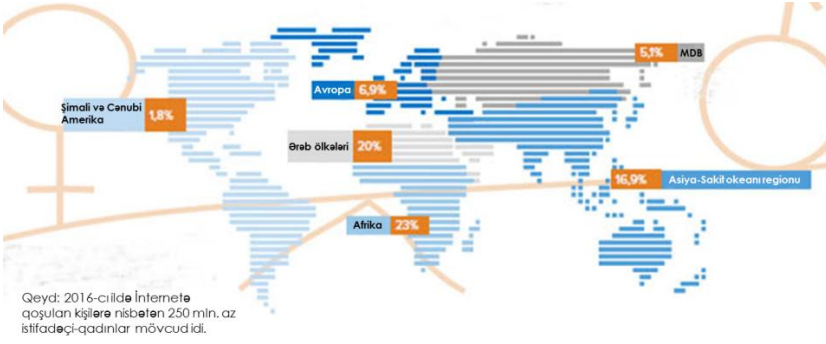 5,1% MDB
Avropa 6,9%
Şimali və Cənubi
Amerika
1,8%
Ərəb ölkələri 20%
16,9% Asiya-Sakit okeanı regionu
Afrika 23%
Qeyd: 2016-cı ildə İnternetə
qoşulan kişilərə nisbətən 250 mln. az
istifadəçi-qadınlar mövcud idi.